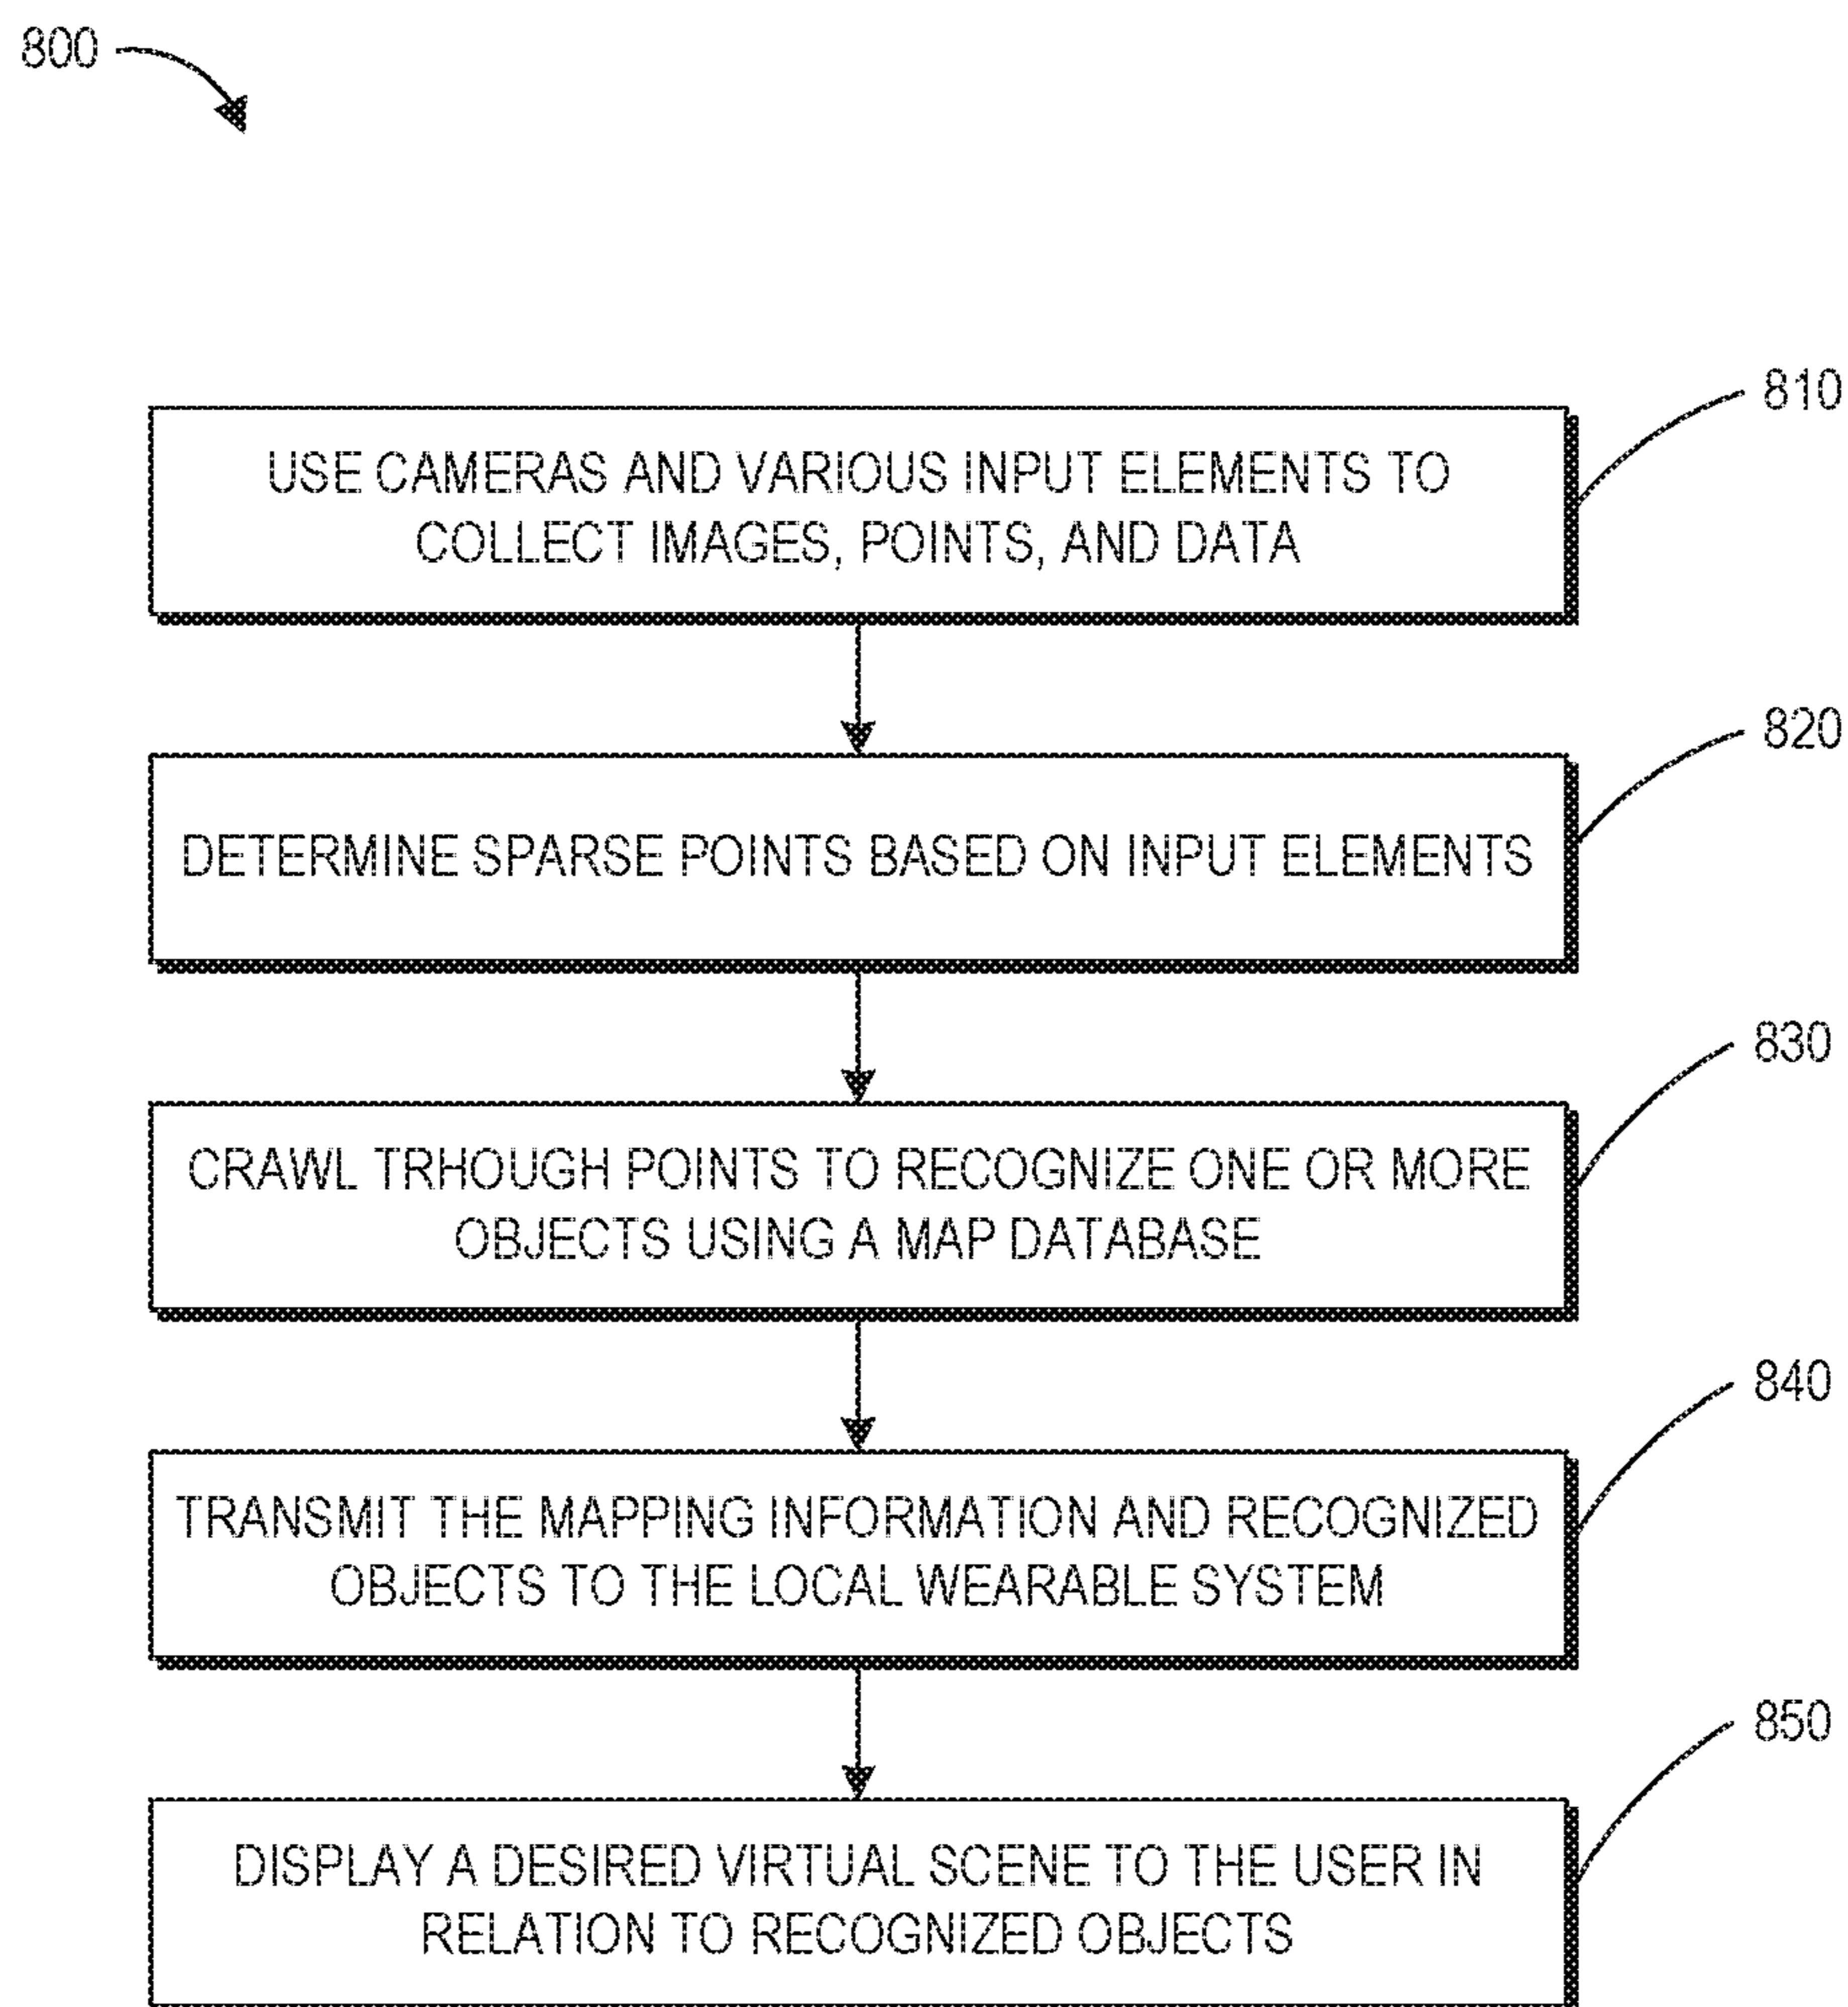 800
810
USE CAMERAS AND VARIOUS INPUT ELEMENTS TO
COLLECT IMAGES, POINTS, AND DATA
820
DETERMINE SPARSE POINTS BASED ON INPUT ELEMENTS
830
CRAWL TRHOUGH POINTS TO RECOGNIZE ONE OR MORE
OBJECTS USING A MAP DATABASE
840
TRANSMIT THE MAPPING INFORMATION AND RECOGNIZED
OBJECTS TO THE LOCAL WEARABLE SYSTEM
850
DISPLAY A DESIRED VIRTUAL SCENE TO THE USER IN
RELATION TO RECOGNIZED OBJECTS